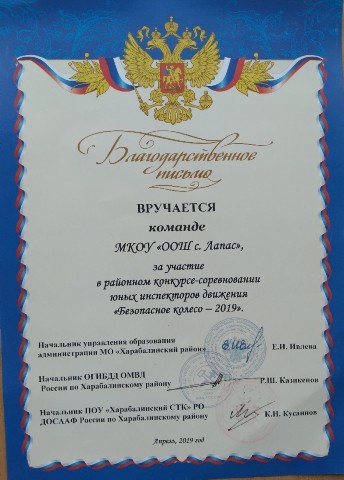 Благодарственное
письмо
ВРУЧАЕТСЯ
команде
МКОУ «ООШ с. Лапас»,
за участие
в районном конкурсе-соревновании
юных инспекторов движения
«Безопасное колесо – 2019».
Начальник управления образования
администрации МО «Харабалинский район»
Е.И. Ивлева
Начальник ОГИБДД ОМВД
России по Харабалинскому району
Р.Ш. Казикенов
Начальник ПОУ «Харабалинский СТК» РО
ДОСААФ России по Харабалинскому району
К.Н. Кусаинов
Апрель, 2019 год